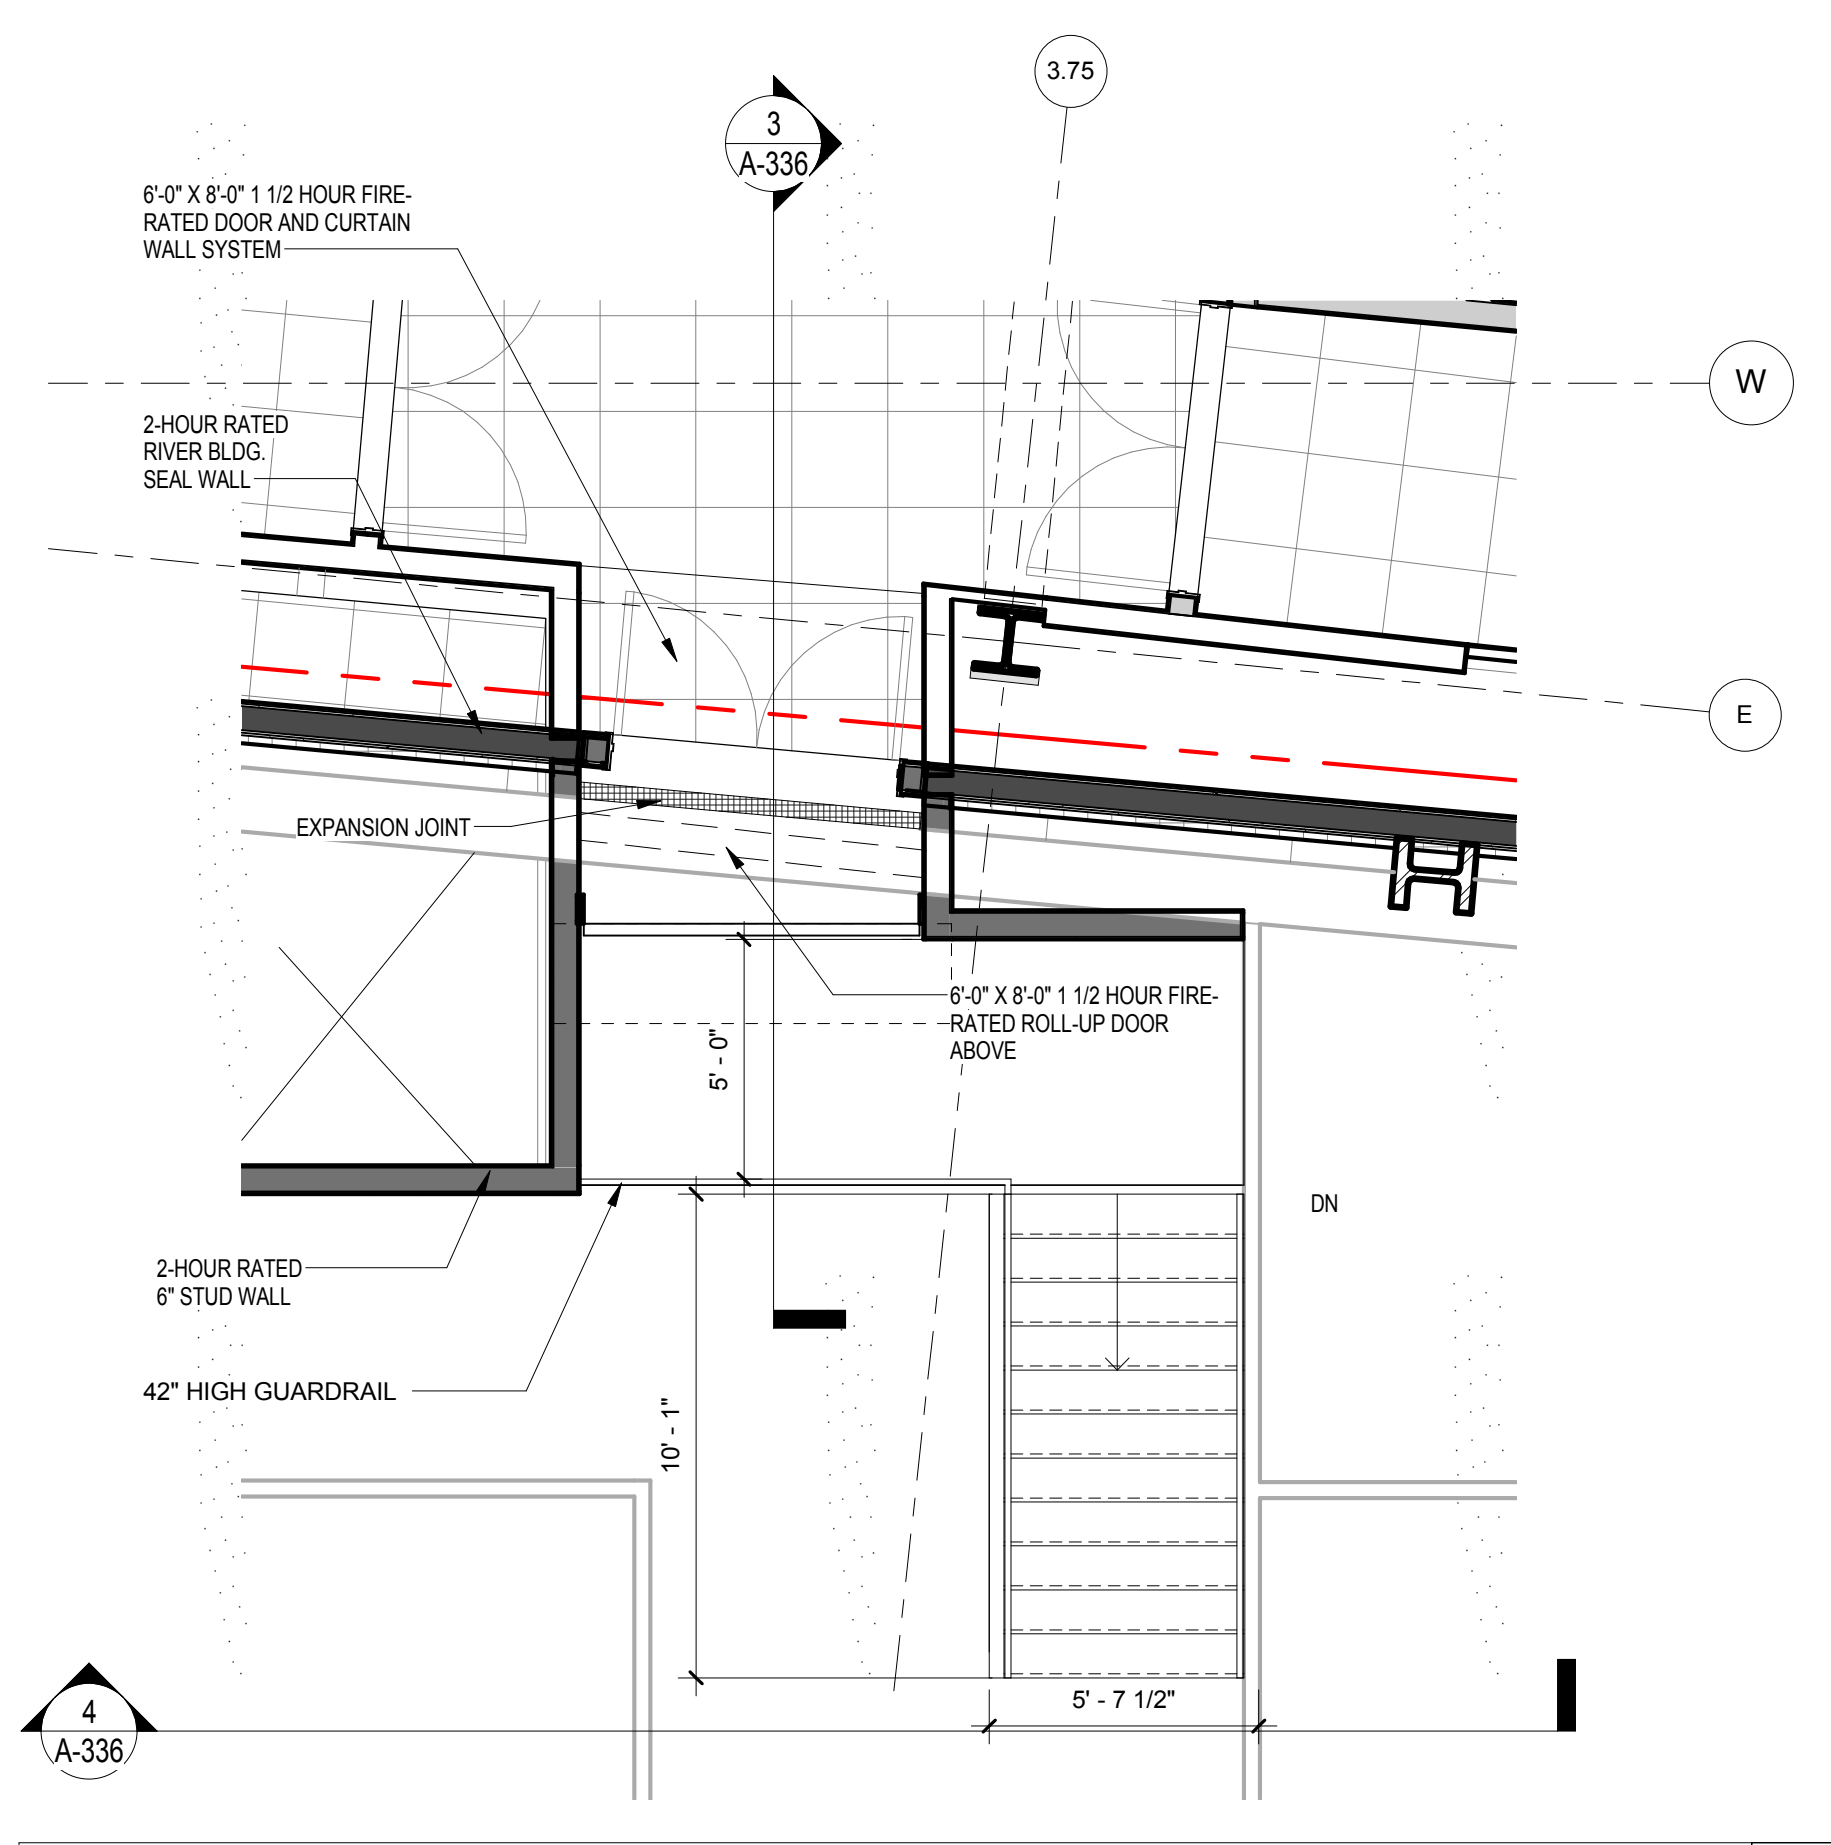 3.75
3
A-336
6'-0" X 8'-0" 1 1/2 HOUR FIRE-
RATED DOOR AND CURTAIN
WALL SYSTEM
W
2-HOUR RATED
RIVER BLDG.
SEAL WALL
E
EXPANSION JOINT
6'-0" X 8'-0" 1 1/2 HOUR FIRE-
RATED ROLL-UP DOOR
ABOVE
5' - 0"
DN
2-HOUR RATED
6" STUD WALL
42" HIGH GUARDRAIL
10' - 1"
5' - 7 1/2"
4
A-336